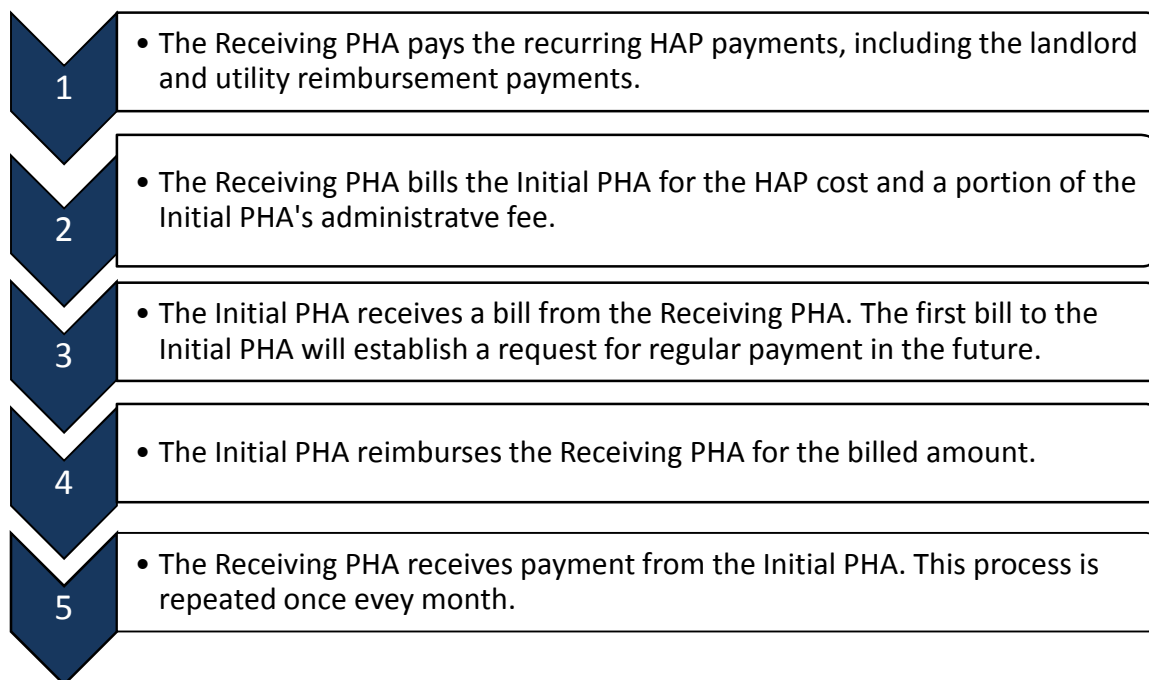 • The Receiving PHA pays the recurring HAP payments, including the landlord
and utility reimbursement payments.
1
• The Receiving PHA bills the Initial PHA for the HAP cost and a portion of the
Initial PHA's administratve fee.
2
• The Initial PHA receives a bill from the Receiving PHA. The first bill to the
Initial PHA will establish a request for regular payment in the future.
3
• The Initial PHA reimburses the Receiving PHA for the billed amount.
4
• The Receiving PHA receives payment from the Initial PHA. This process is
repeated once evey month.
5